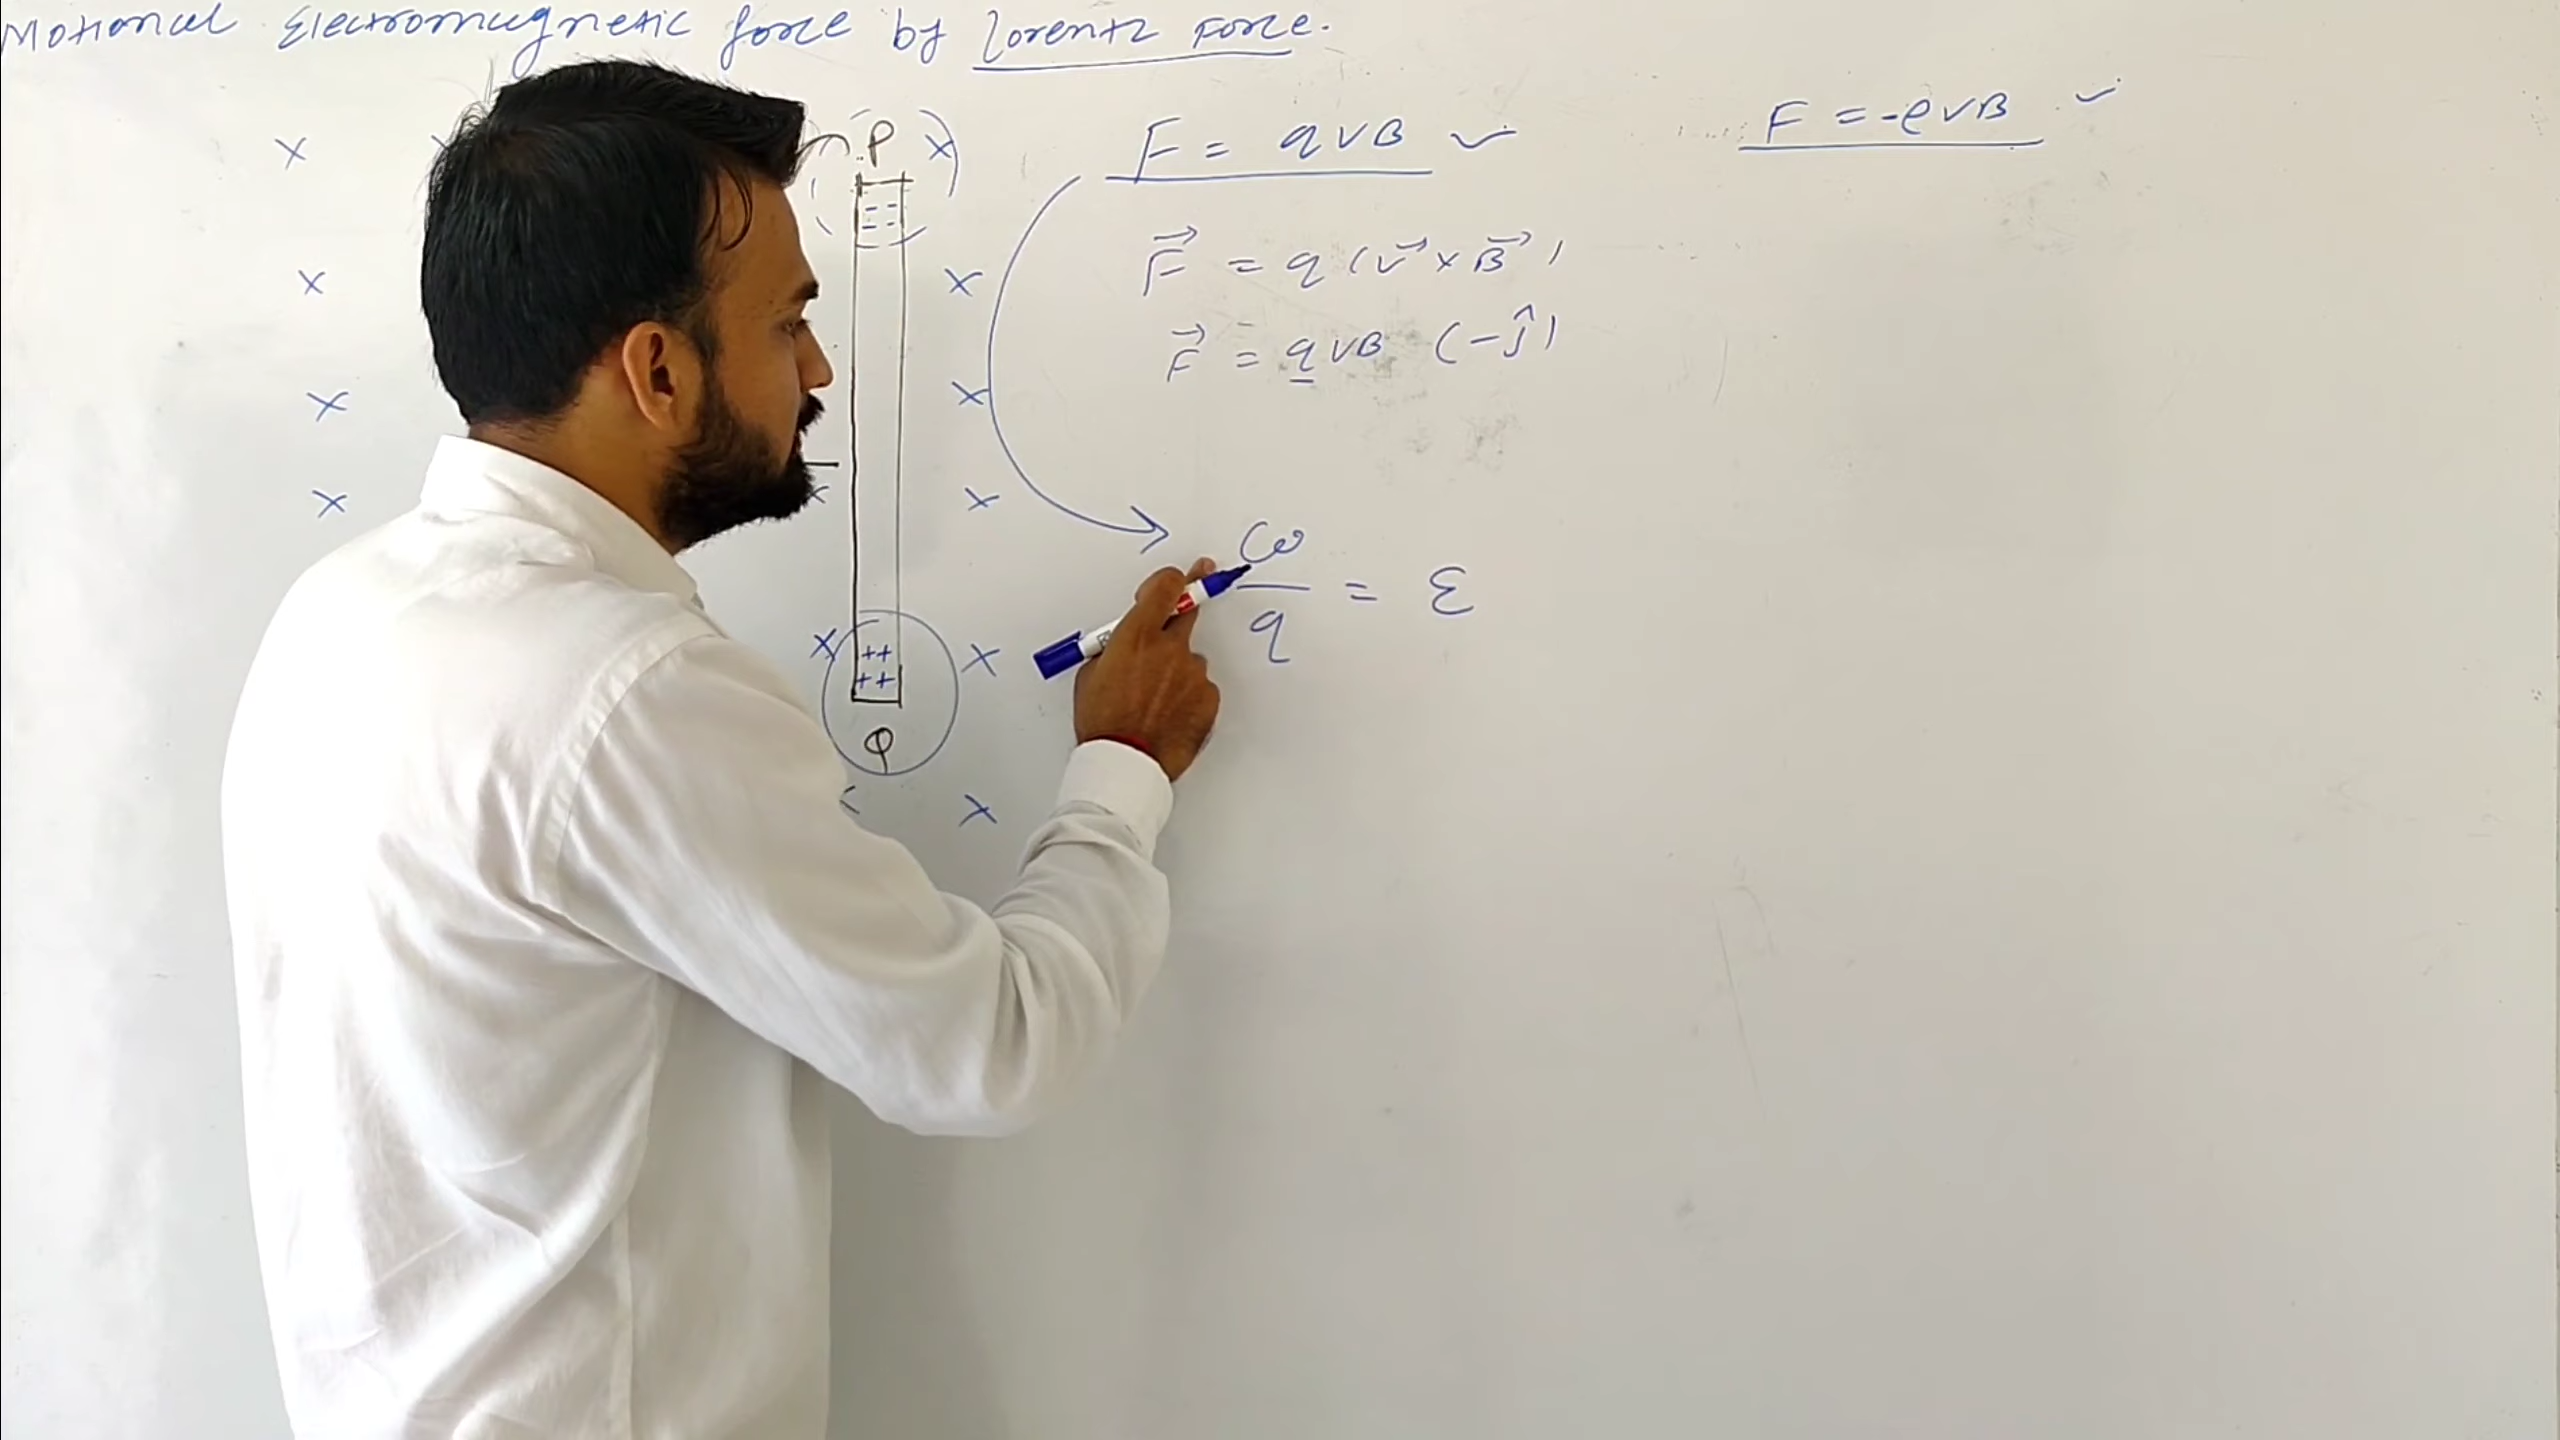 Motional Electromagnetic force by Lorentz Force.
P
F = qvB
F = -evB
F⃗ = q (v⃗ × B⃗)
F⃗ = qvB (-ĵ)
ω/q = ε
++
++
Q